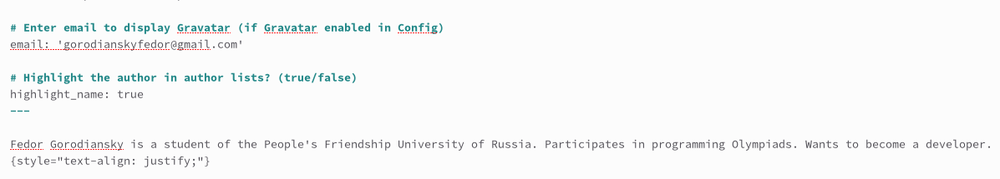 # Enter email to display Gravatar (if Gravatar enabled in Config)
email: 'gorodianskyfedor@gmail.com'
# Highlight the author in author lists? (true/false)
highlight_name: true
---
Fedor Gorodiansky is a student of the People's Friendship University of Russia. Participates in programming Olympiads. Wants to become a developer.
{style="text-align: justify;"}